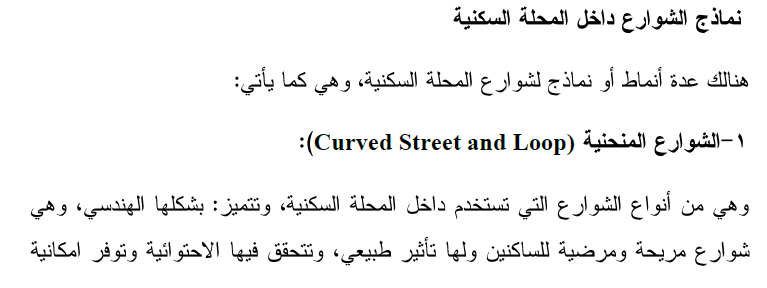 نماذج الشوارع داخل المحلة السكنية
هنالك عدة أنماط أو نماذج لشوارع المحلة السكنية، وهي كما يأتي:
١-الشوارع المنحنية (Curved Street and Loop):
وهي من أنواع الشوارع التي تستخدم داخل المحلة السكنية، وتتميز: بشكلها الهندسي، وهي
شوارع مريحة ومرضية للساكنين ولها تأثير طبيعي، وتتحقق فيها الاحتوائية وتوفر امكانية